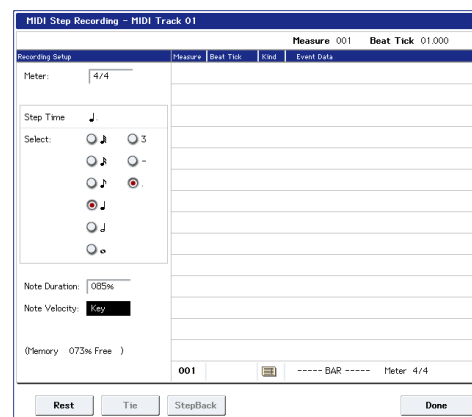 MIDI Step Recording - MIDI Track 01
Measure 001 Beat Tick 01.000
Recording Setup Measure Beat Tick Kind Event Data
Meter: 4/4
Step Time ♩.
Select: 3
-
.
Note Duration: 085%
Note Velocity: Key
(Memory 073% Free )
001 ----- BAR ----- Meter 4/4
Rest Tie StepBack Done